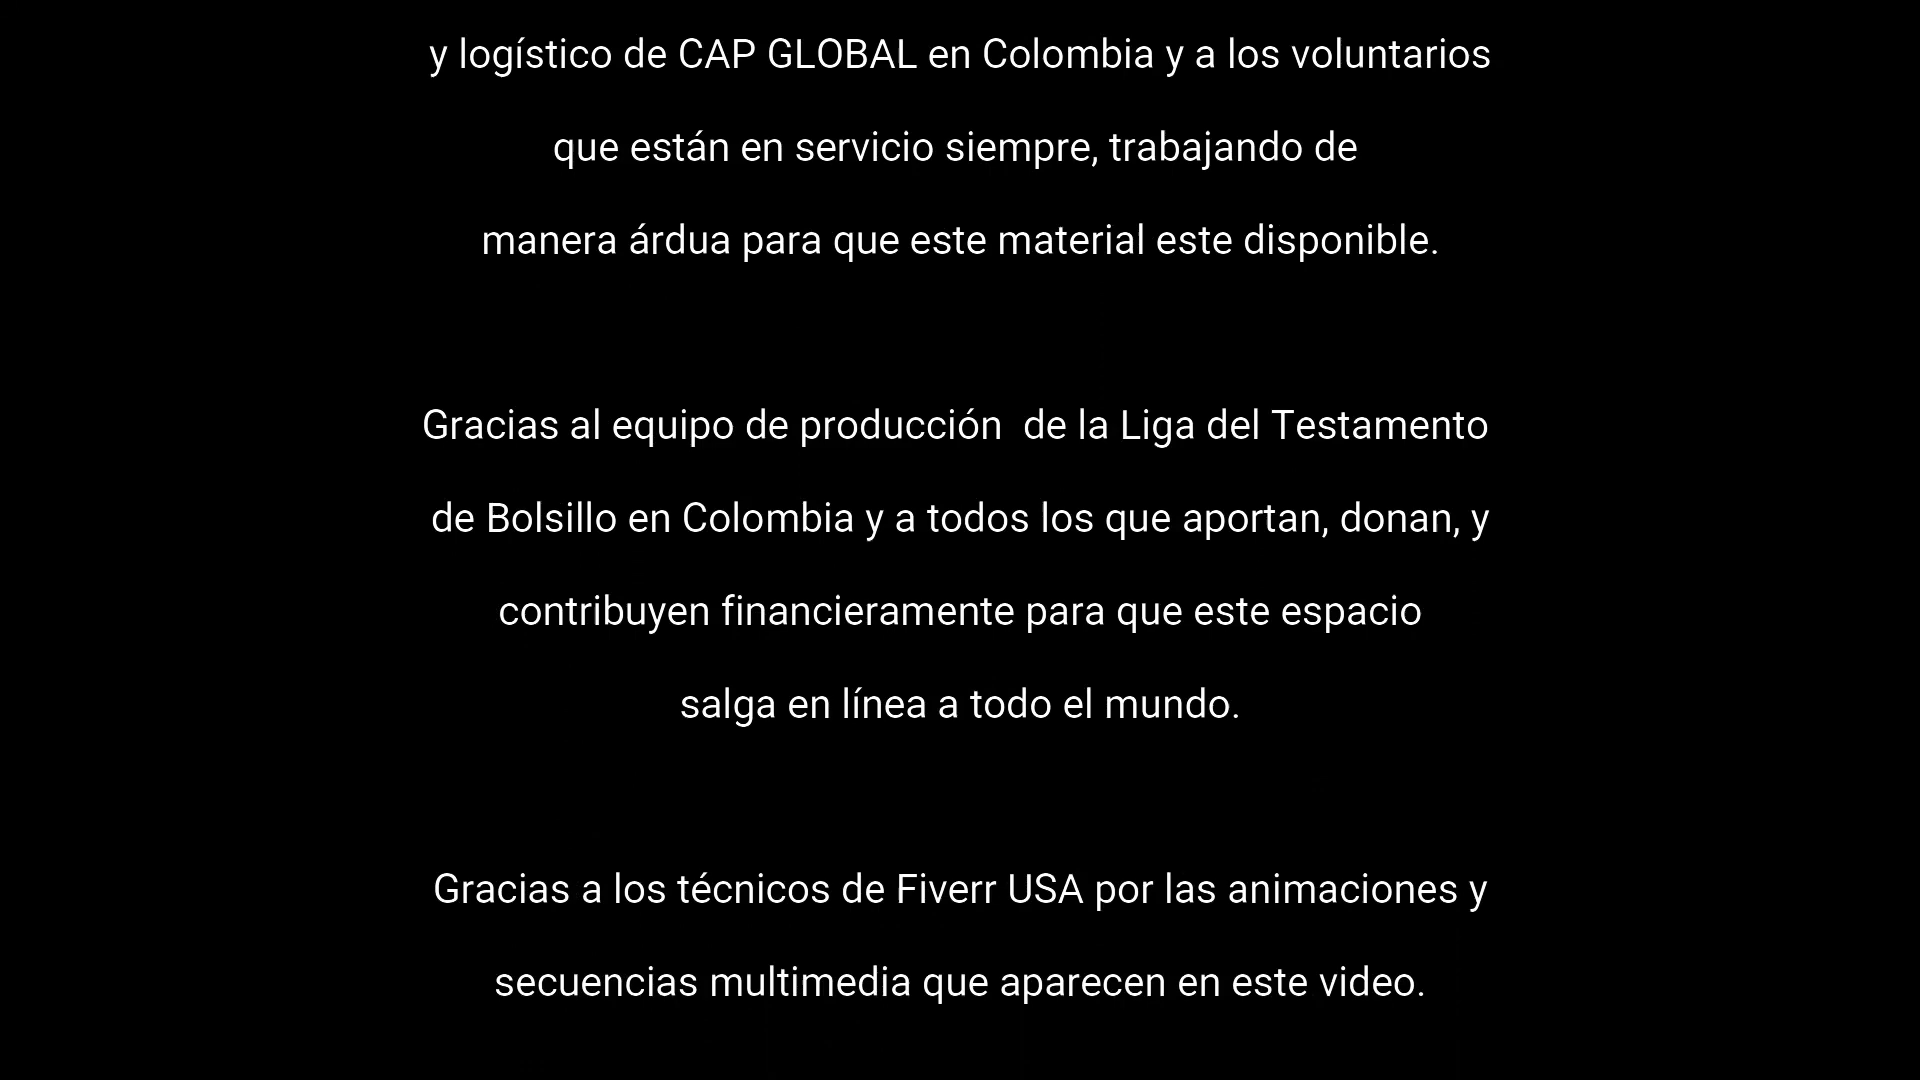 y logístico de CAP GLOBAL en Colombia y a los voluntarios
que están en servicio siempre, trabajando de
manera árdua para que este material este disponible.
Gracias al equipo de producción  de la Liga del Testamento
de Bolsillo en Colombia y a todos los que aportan, donan, y
contribuyen financieramente para que este espacio
salga en línea a todo el mundo.
Gracias a los técnicos de Fiverr USA por las animaciones y
secuencias multimedia que aparecen en este video.